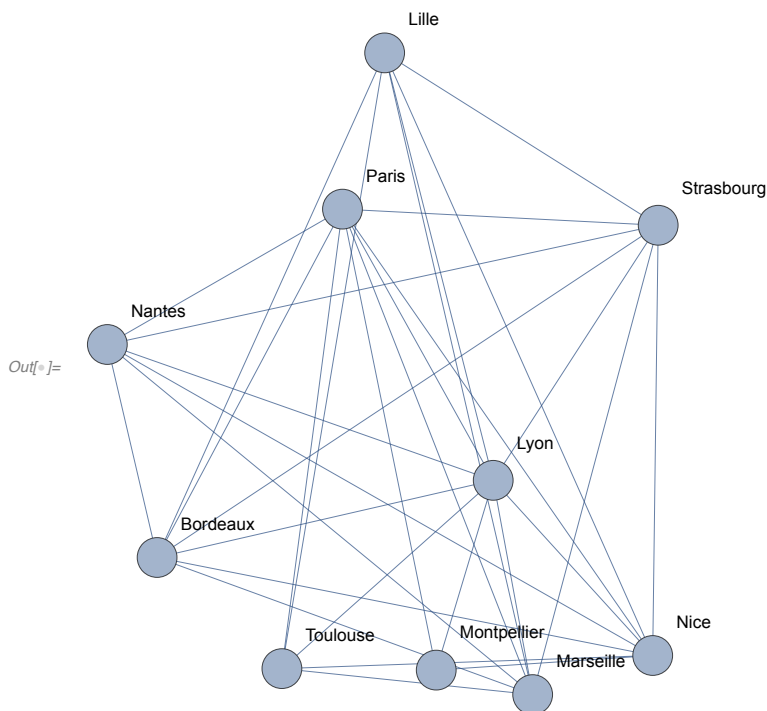 Lille
Paris
Strasbourg
Nantes
Out[•]=
Lyon
Bordeaux
Toulouse
Montpellier
Nice
Marseille